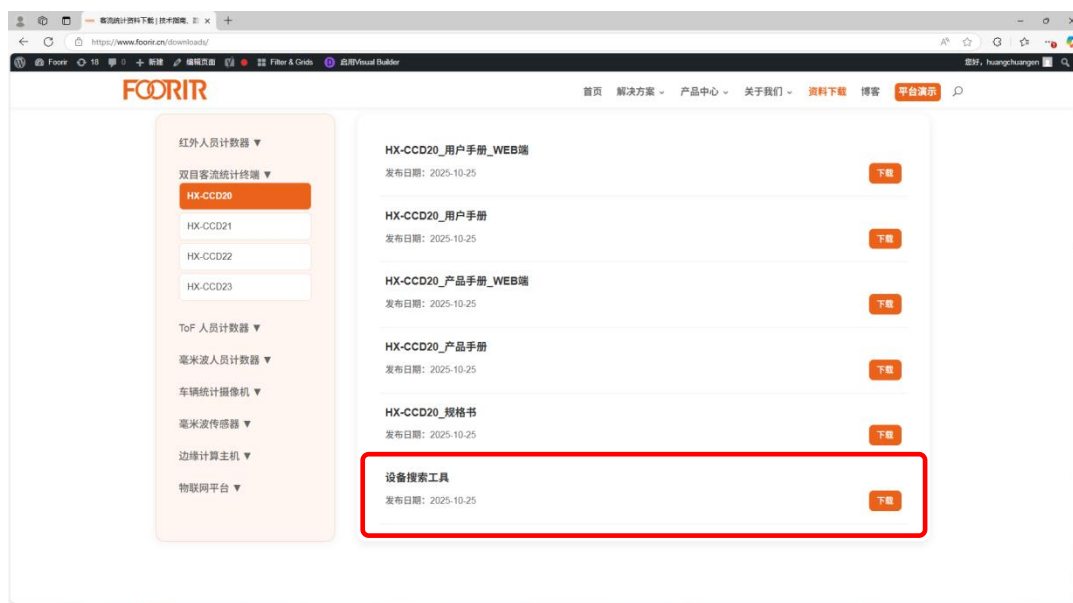 客流统计资料下载 | 技术指南、
https://www.foorir.cn/downloads/
Foorir 18 0 新建 编辑页面 Filter & Grids 启用Visual Builder 您好，huangchuangen
FOORIR
首页 解决方案 产品中心 关于我们 资料下载 博客 平台演示
红外人员计数器 ▼
双目客流统计终端 ▼
HX-CCD20
HX-CCD21
HX-CCD22
HX-CCD23
ToF 人员计数器 ▼
毫米波人员计数器 ▼
车辆统计摄像机 ▼
毫米波传感器 ▼
边缘计算主机 ▼
物联网平台 ▼
HX-CCD20_用户手册_WEB端
发布日期：2025-10-25 下载
HX-CCD20_用户手册
发布日期：2025-10-25 下载
HX-CCD20_产品手册_WEB端
发布日期：2025-10-25 下载
HX-CCD20_产品手册
发布日期：2025-10-25 下载
HX-CCD20_规格书
发布日期：2025-10-25 下载
设备搜索工具
发布日期：2025-10-25 下载